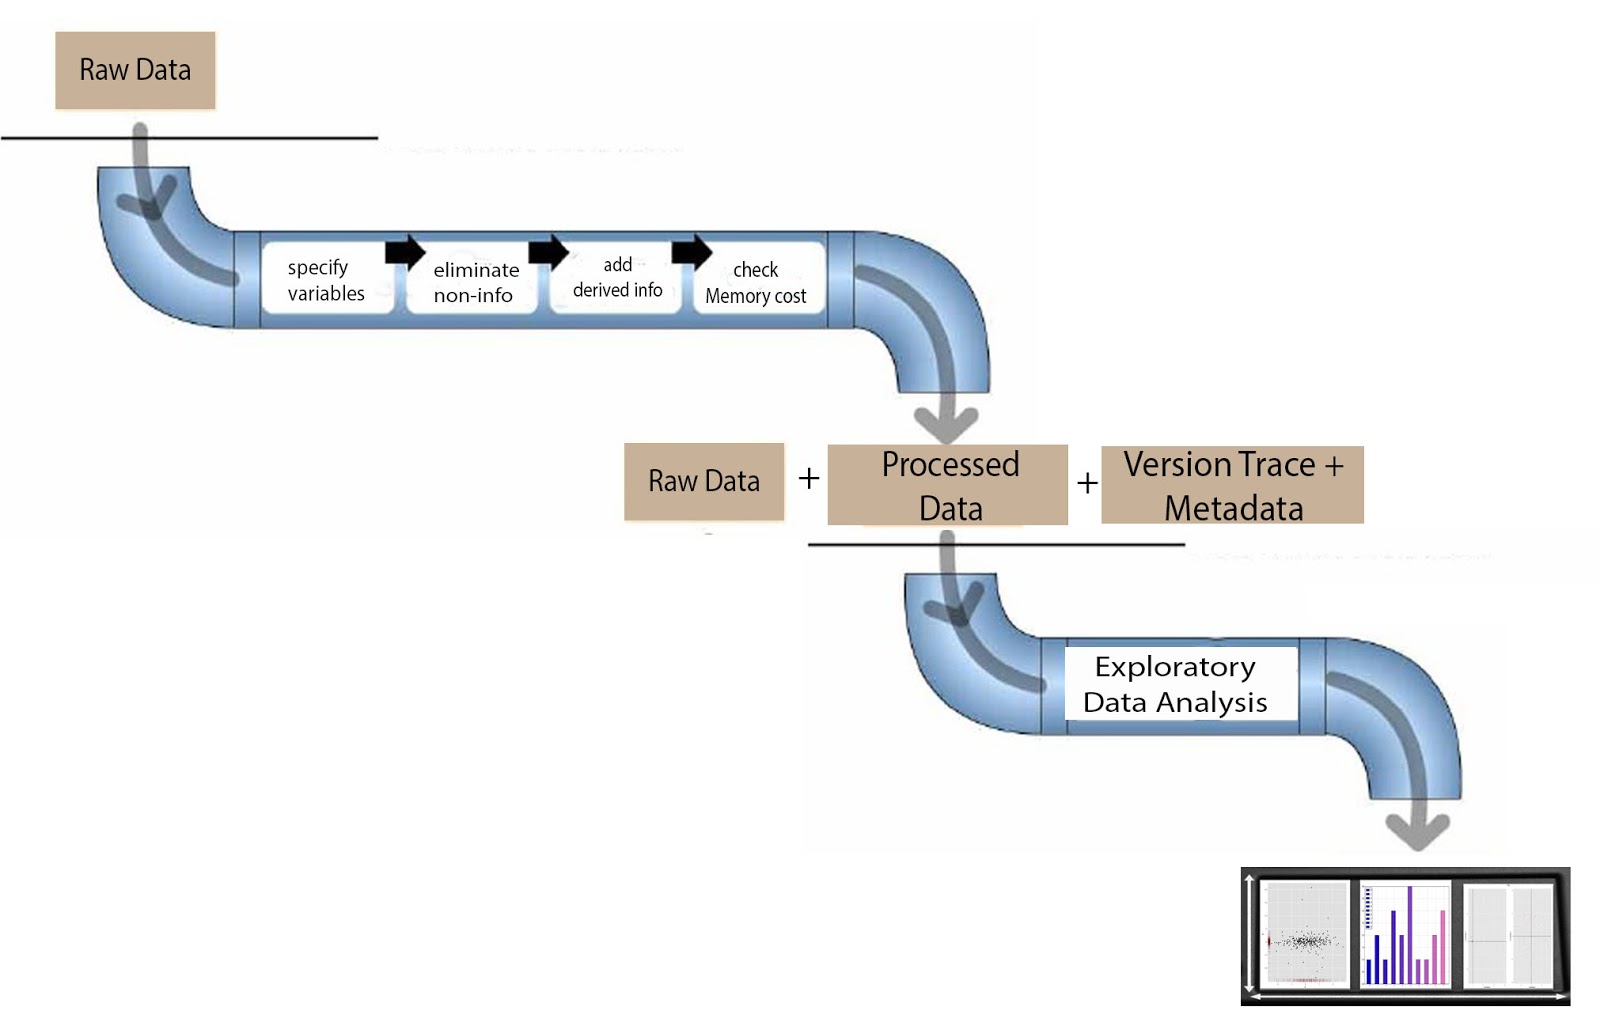 Raw Data
specify
variables
eliminate
non-info
add
derived info
check
Memory cost
Raw Data
+
Processed
Data
+
Version Trace +
Metadata
Exploratory
Data Analysis